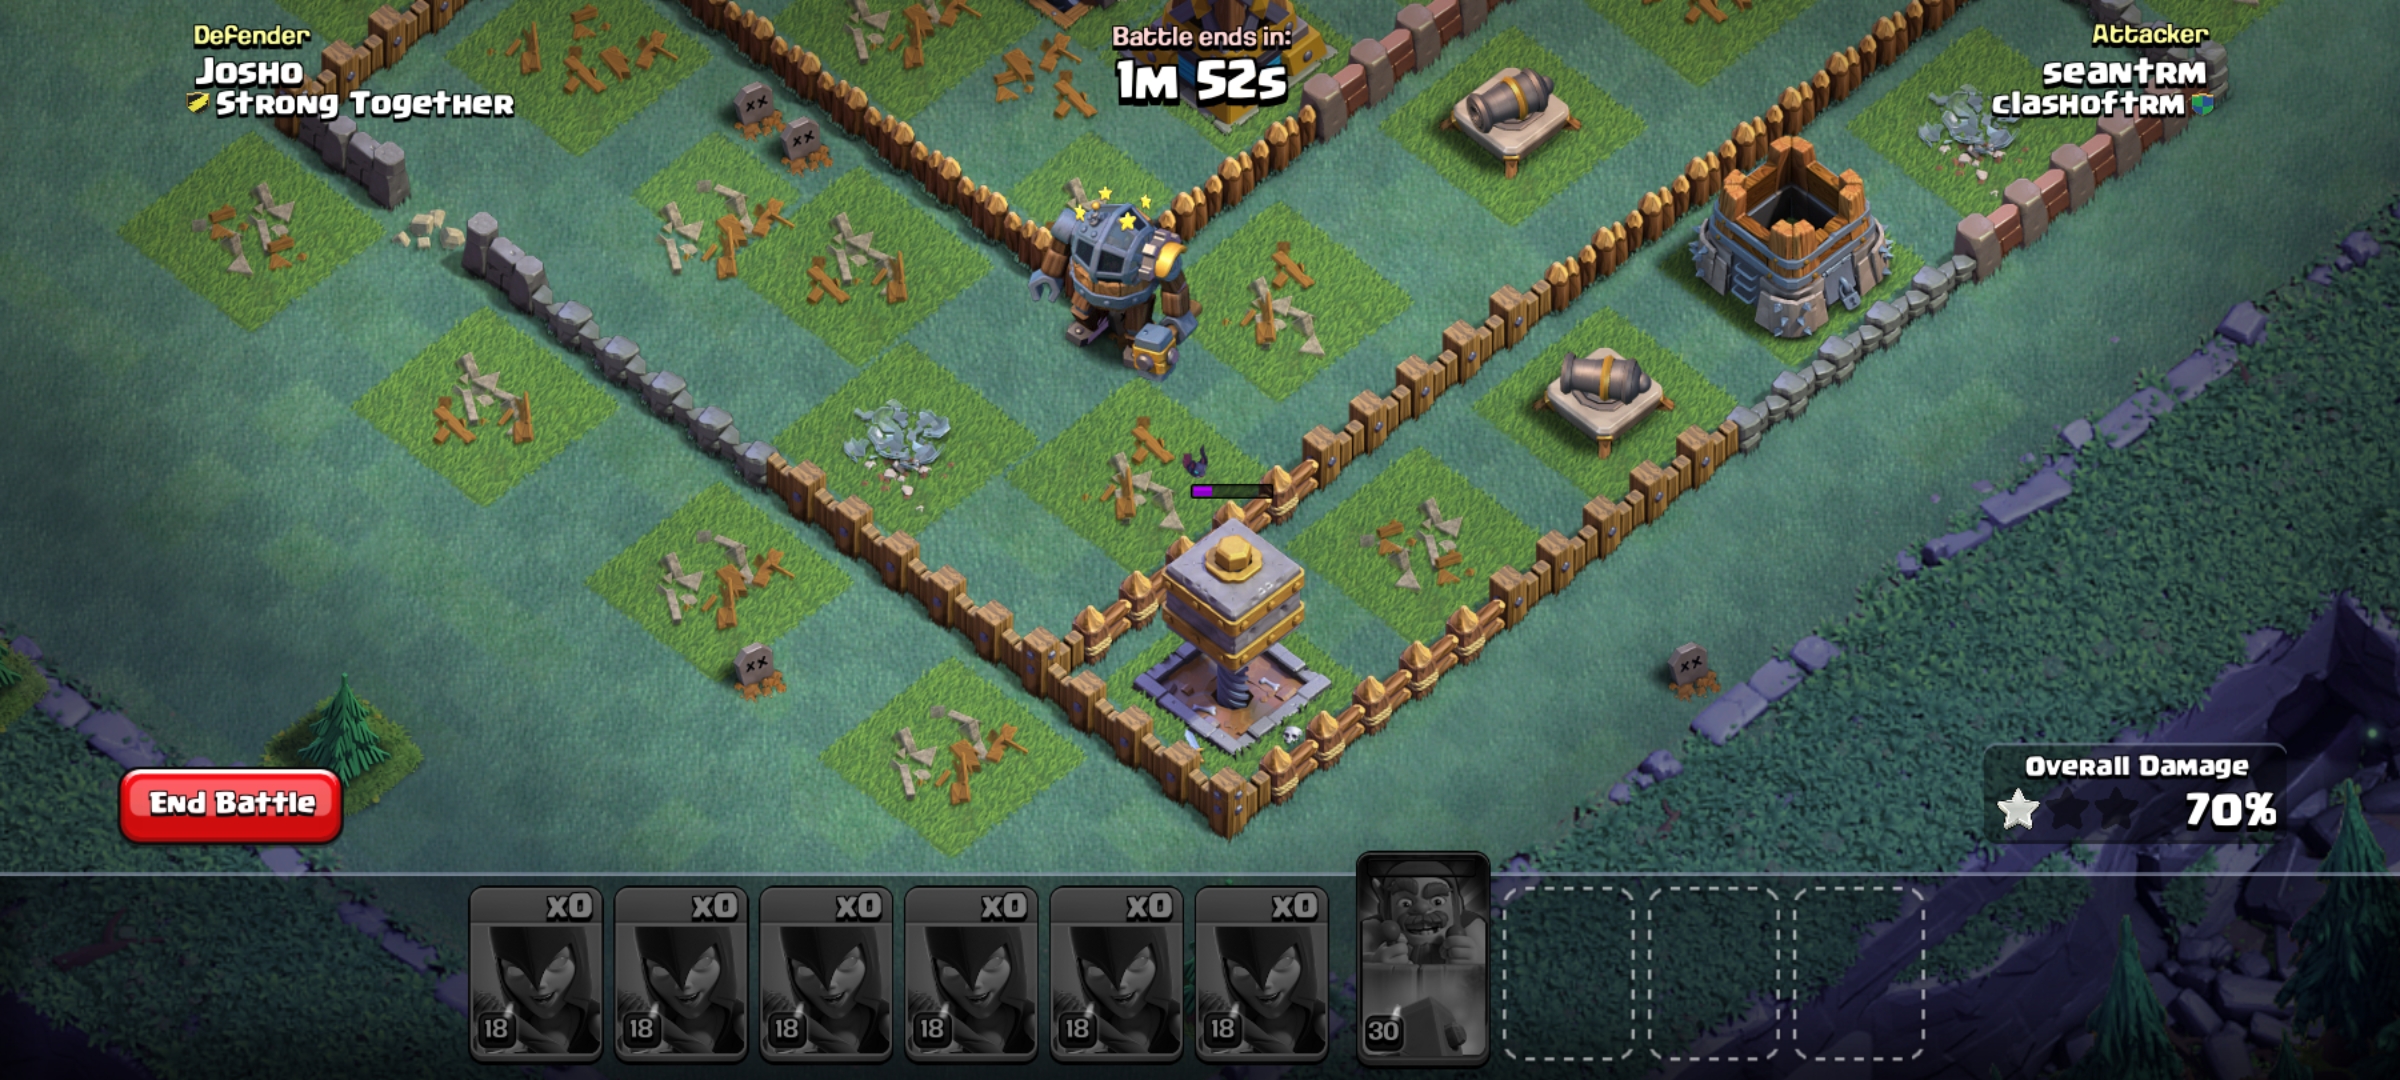 Defender
Josho
Strong Together
Battle ends in:
1M 52s
Attacker
seantrm
clashoftrm
End Battle
Overall Damage
70%
x0
x0
x0
x0
x0
x0
18
18
18
18
18
18
30